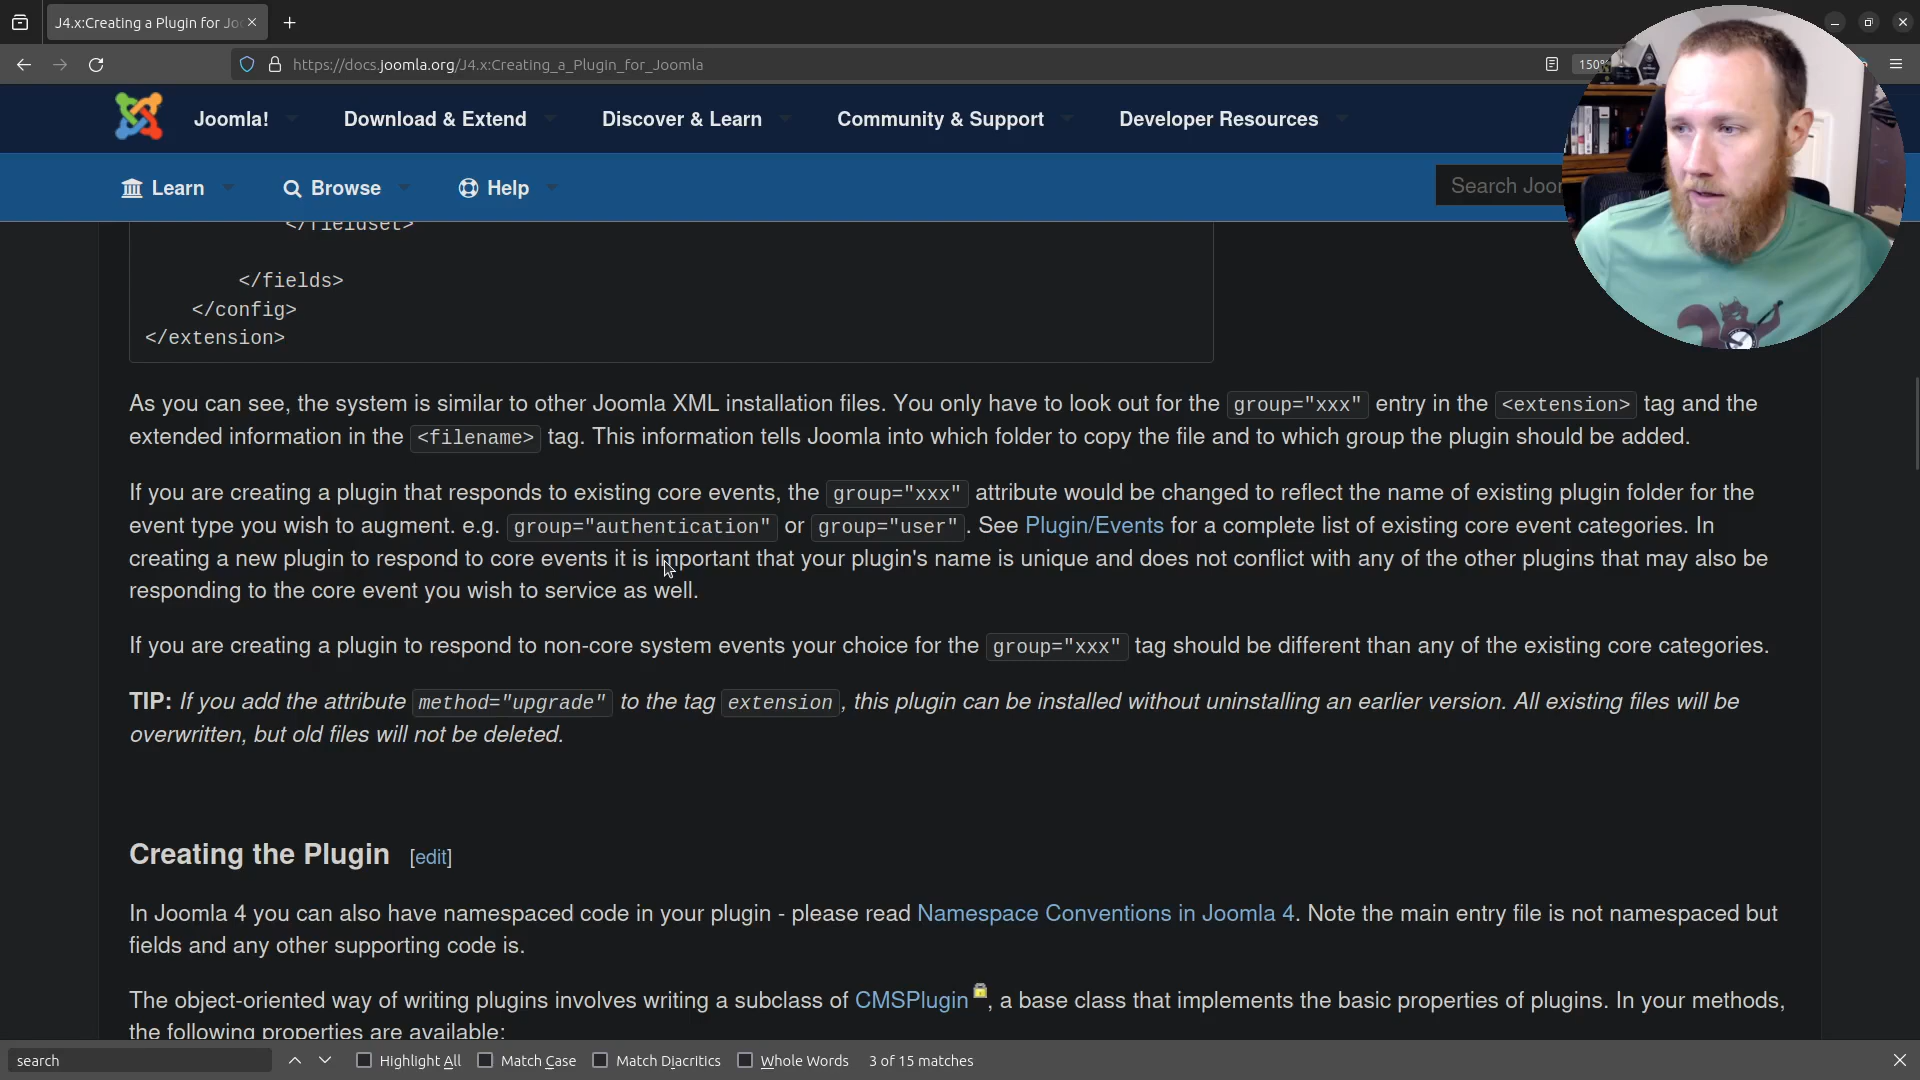 J4.x:Creating a Plugin for Jo
https://docs.joomla.org/J4.x:Creating_a_Plugin_for_Joomla
150%
Joomla!
Download & Extend
Discover & Learn
Community & Support
Developer Resources
Learn
Browse
Help
Search Joo
</fieldset>
</fields>
</config>
</extension>
As you can see, the system is similar to other Joomla XML installation files. You only have to look out for the group="xxx" entry in the <extension> tag and the
extended information in the <filename> tag. This information tells Joomla into which folder to copy the file and to which group the plugin should be added.
If you are creating a plugin that responds to existing core events, the group="xxx" attribute would be changed to reflect the name of existing plugin folder for the
event type you wish to augment. e.g. group="authentication" or group="user". See Plugin/Events for a complete list of existing core event categories. In
creating a new plugin to respond to core events it is important that your plugin's name is unique and does not conflict with any of the other plugins that may also be
responding to the core event you wish to service as well.
If you are creating a plugin to respond to non-core system events your choice for the group="xxx" tag should be different than any of the existing core categories.
TIP: If you add the attribute method="upgrade" to the tag extension, this plugin can be installed without uninstalling an earlier version. All existing files will be
overwritten, but old files will not be deleted.
Creating the Plugin [edit]
In Joomla 4 you can also have namespaced code in your plugin - please read Namespace Conventions in Joomla 4. Note the main entry file is not namespaced but
fields and any other supporting code is.
The object-oriented way of writing plugins involves writing a subclass of CMSPlugin, a base class that implements the basic properties of plugins. In your methods,
the following properties are available:
search
Highlight All
Match Case
Match Diacritics
Whole Words
3 of 15 matches